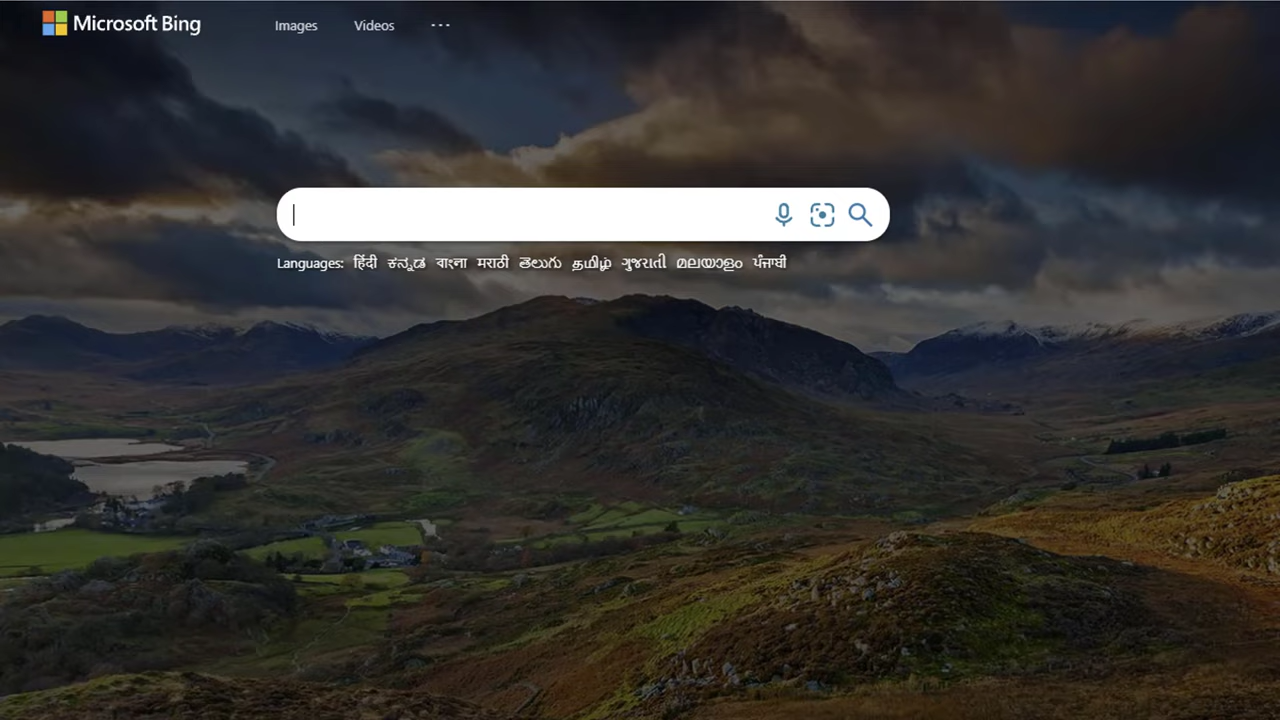 Microsoft Bing Images Videos ...
Languages: हिंदी ಕನ್ನಡ বাংলা मराठी తెలుగు தமிழ் ગુજરાતી മലയാളം ਪੰਜਾਬੀ